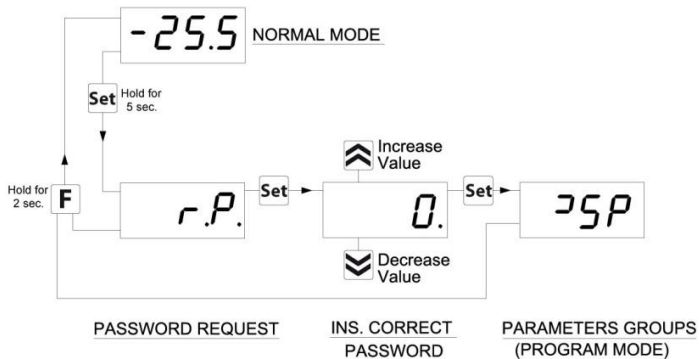 -25.5
NORMAL MODE
Set
Hold for
5 sec.
Hold for
2 sec.
F
r.P.
Set
Increase
Value
0.
Decrease
Value
Set
⊃SP
PASSWORD REQUEST
INS. CORRECT
PASSWORD
PARAMETERS GROUPS
(PROGRAM MODE)